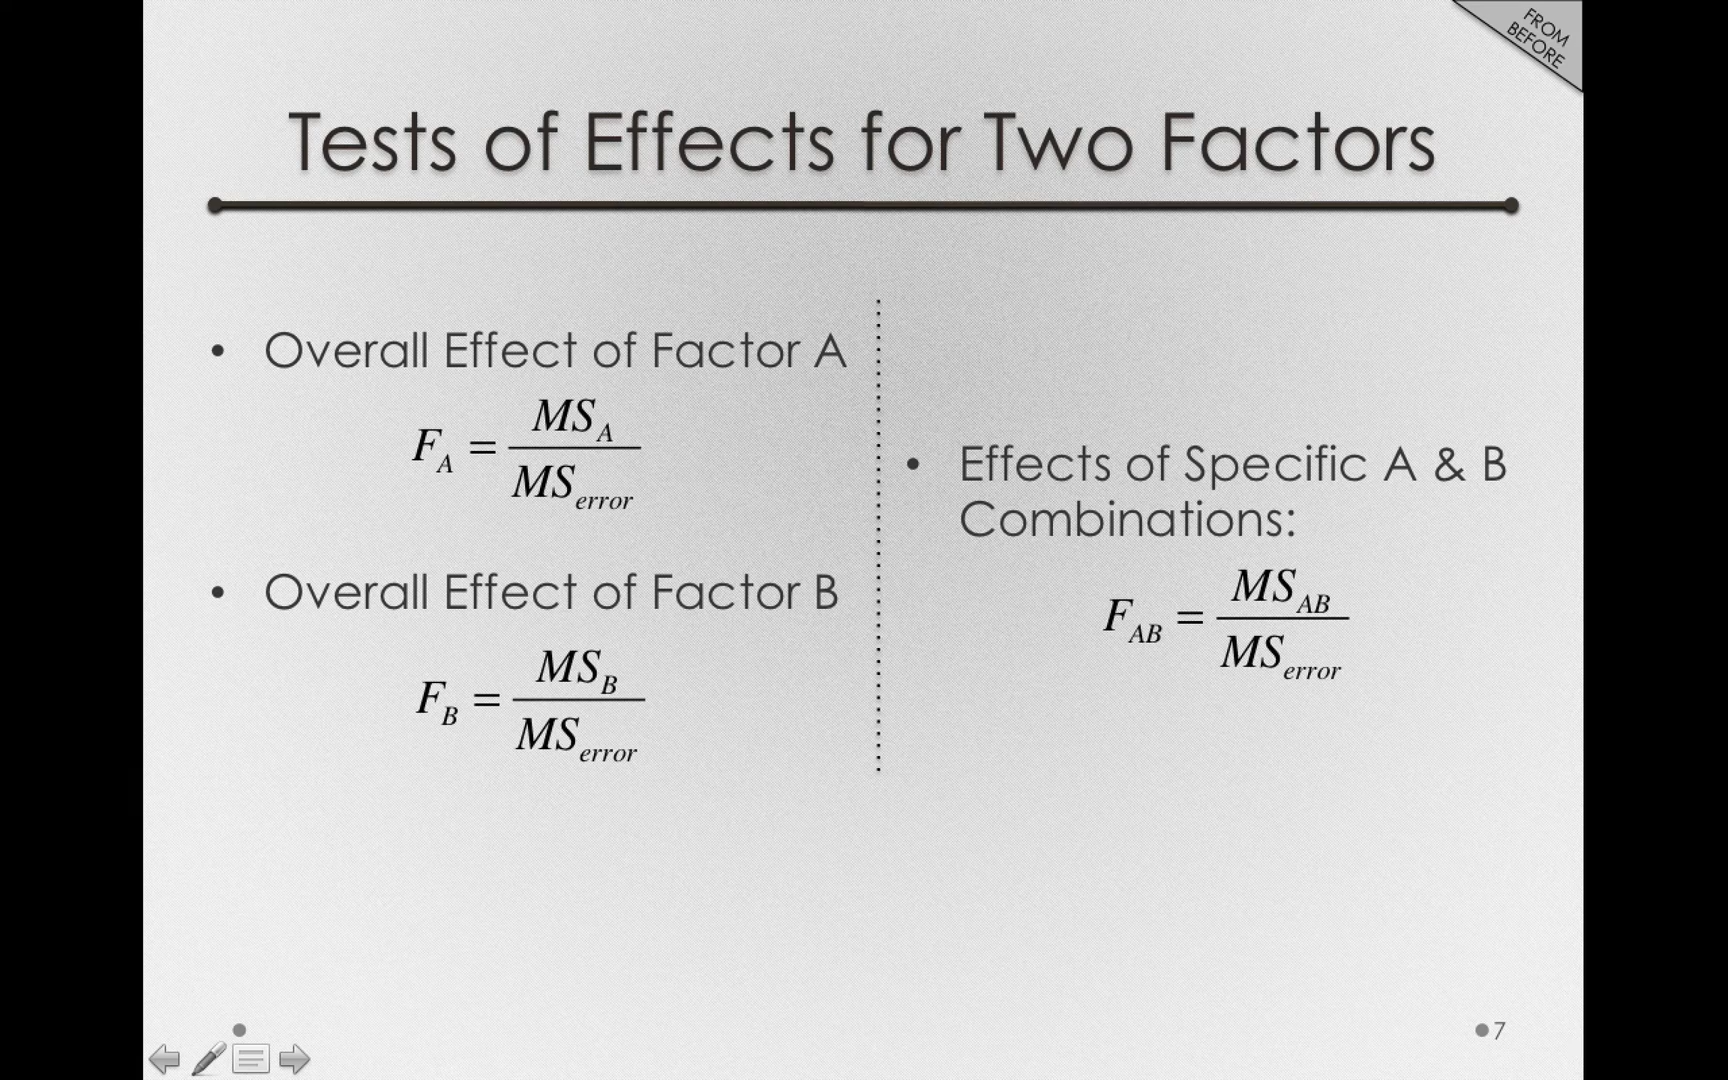 FROM
BEFORE
Tests of Effects for Two Factors
• Overall Effect of Factor A
F_A = MS_A / MS_error
• Overall Effect of Factor B
F_B = MS_B / MS_error
• Effects of Specific A & B
Combinations:
F_AB = MS_AB / MS_error
7